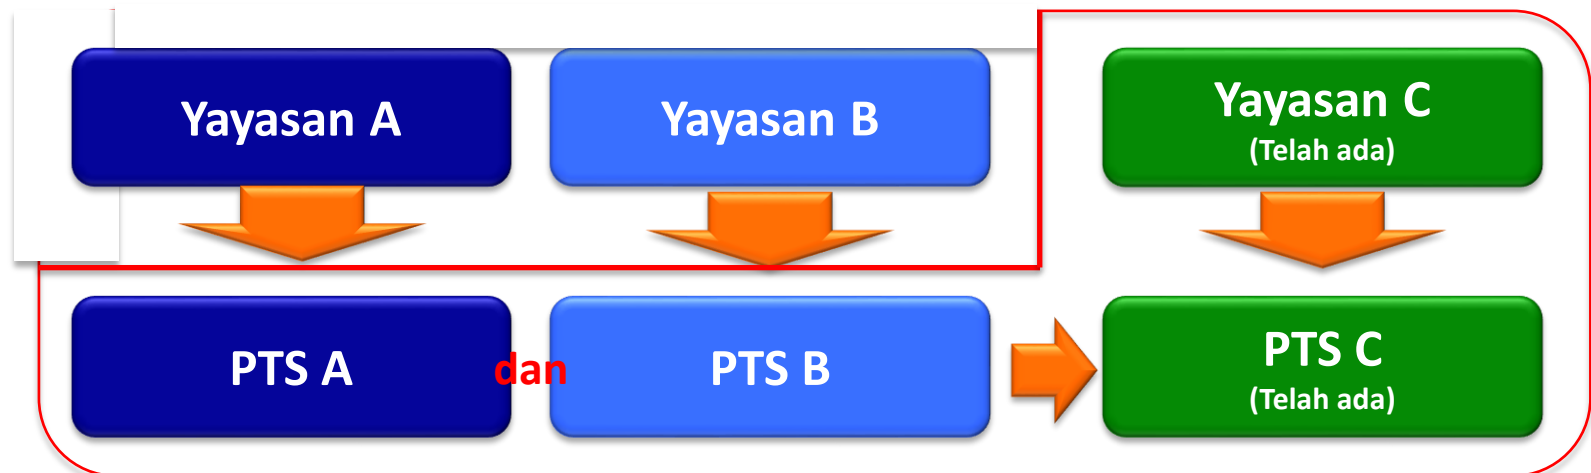 Yayasan A
Yayasan B
Yayasan C
(Telah ada)
PTS A
dan
PTS B
PTS C
(Telah ada)